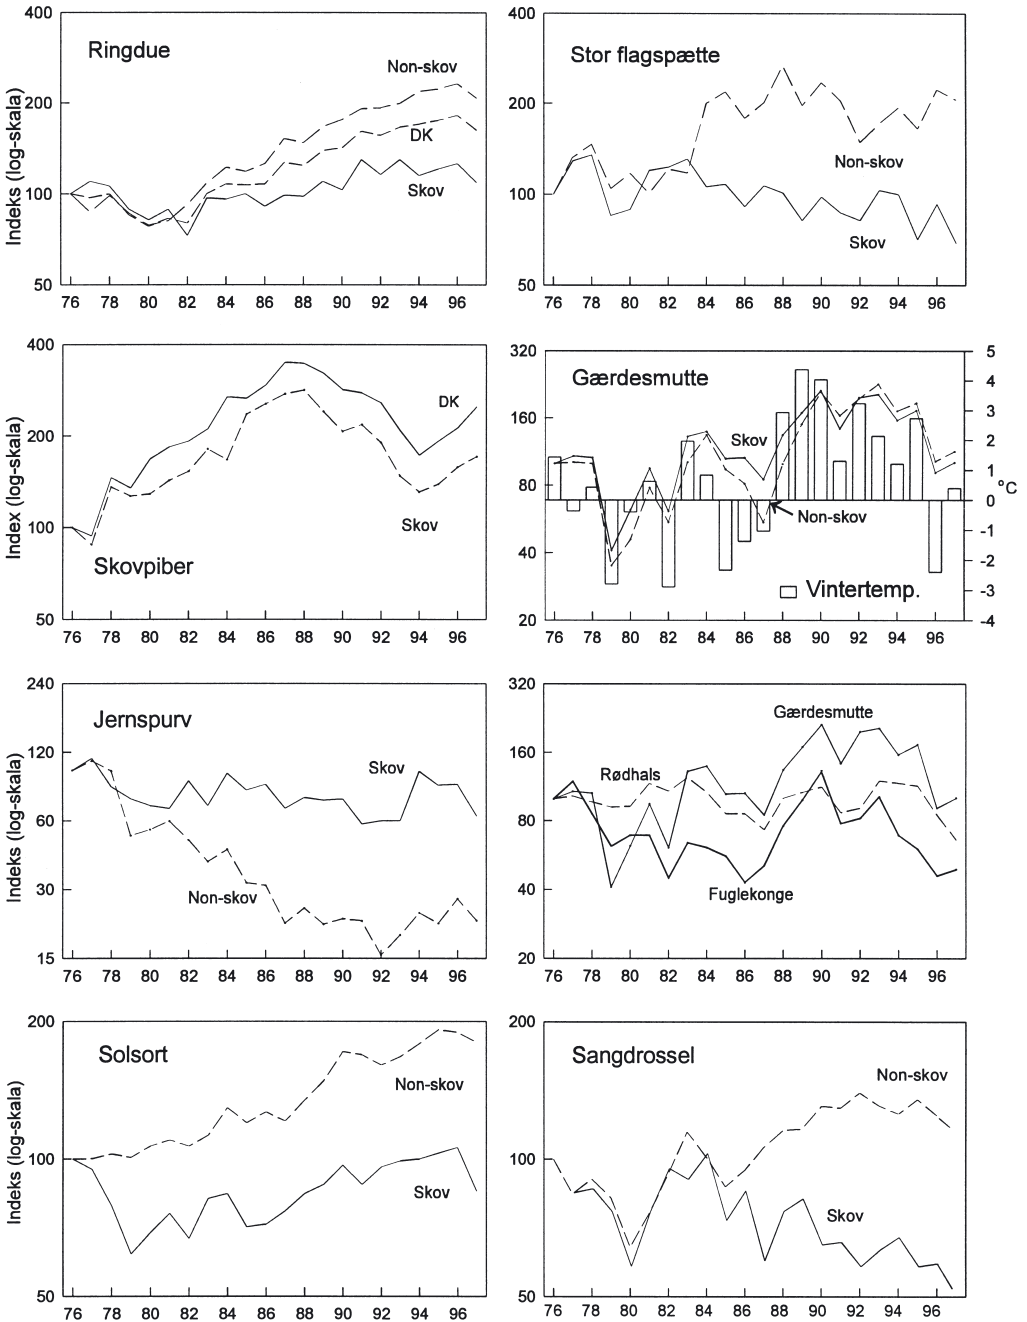 400
200
100
50
Indeks (log-skala)
Ringdue
Non-skov
DK
Skov
76 78 80 82 84 86 88 90 92 94 96
400
200
100
50
Stor flagspætte
Non-skov
Skov
76 78 80 82 84 86 88 90 92 94 96
400
200
100
50
Index (log-skala)
DK
Skov
Skovpiber
76 78 80 82 84 86 88 90 92 94 96
320
160
80
40
20
Gærdesmutte
Skov
Non-skov
Vintertemp.
5
4
3
2
1
0
-1
-2
-3
-4
°C
76 78 80 82 84 86 88 90 92 94 96
240
120
60
30
15
Indeks (log-skala)
Jernspurv
Skov
Non-skov
76 78 80 82 84 86 88 90 92 94 96
320
160
80
40
20
Gærdesmutte
Rødhals
Fuglekonge
76 78 80 82 84 86 88 90 92 94 96
200
100
50
Indeks (log-skala)
Solsort
Non-skov
Skov
76 78 80 82 84 86 88 90 92 94 96
200
100
50
Sangdrossel
Non-skov
Skov
76 78 80 82 84 86 88 90 92 94 96